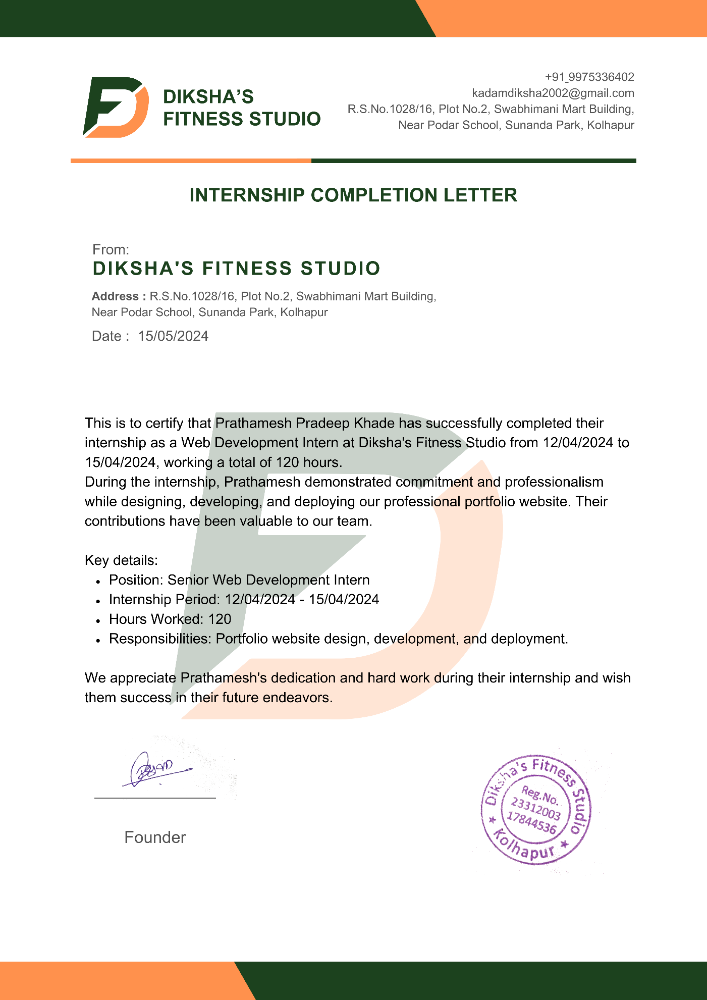 +91_9975336402
kadamdiksha2002@gmail.com
R.S.No.1028/16, Plot No.2, Swabhimani Mart Building,
Near Podar School, Sunanda Park, Kolhapur
DIKSHA’S
FITNESS STUDIO
INTERNSHIP COMPLETION LETTER
From:
DIKSHA'S FITNESS STUDIO
Address : R.S.No.1028/16, Plot No.2, Swabhimani Mart Building,
Near Podar School, Sunanda Park, Kolhapur
Date : 15/05/2024
This is to certify that Prathamesh Pradeep Khade has successfully completed their
internship as a Web Development Intern at Diksha's Fitness Studio from 12/04/2024 to
15/04/2024, working a total of 120 hours.
During the internship, Prathamesh demonstrated commitment and professionalism
while designing, developing, and deploying our professional portfolio website. Their
contributions have been valuable to our team.
Key details:
• Position: Senior Web Development Intern
• Internship Period: 12/04/2024 - 15/04/2024
• Hours Worked: 120
• Responsibilities: Portfolio website design, development, and deployment.
We appreciate Prathamesh's dedication and hard work during their internship and wish
them success in their future endeavors.
Founder
Diksha's Fitness Studio
Reg.No.
23312003
17844536
★ Kolhapur ★